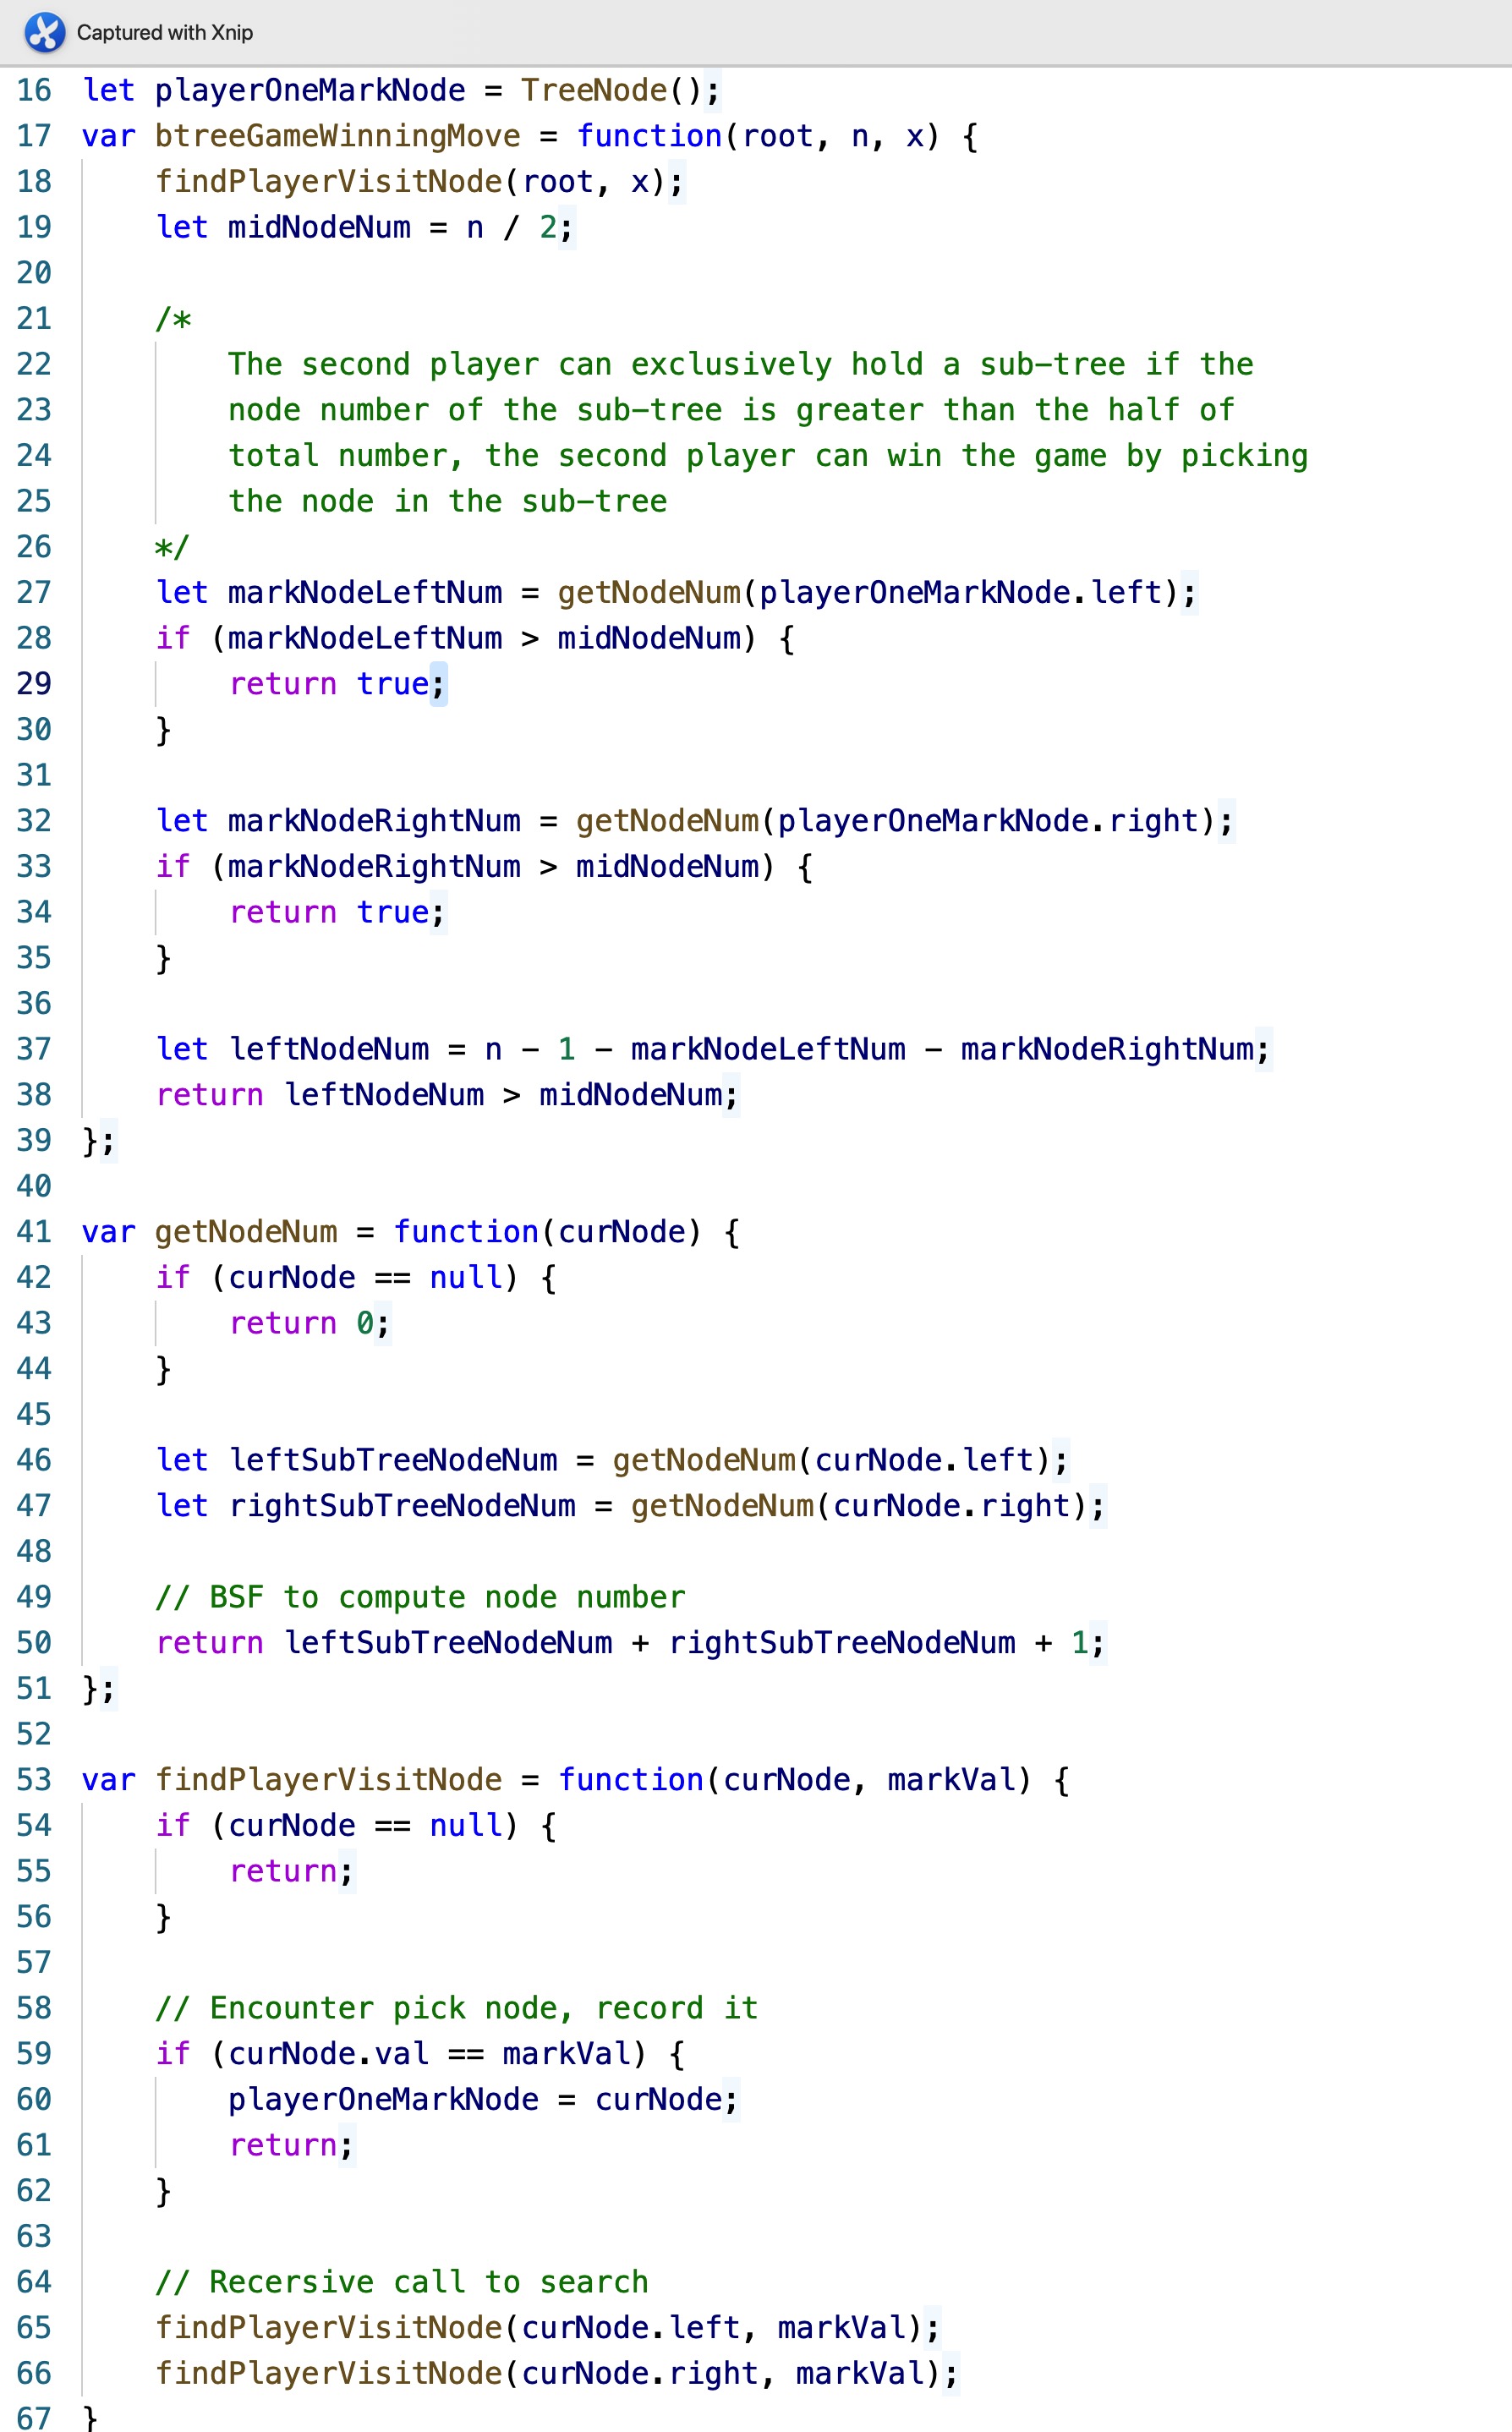 Captured with Xnip
16 let playerOneMarkNode = TreeNode();
17 var btreeGameWinningMove = function(root, n, x) {
18     findPlayerVisitNode(root, x);
19     let midNodeNum = n / 2;
20
21     /*
22         The second player can exclusively hold a sub-tree if the
23         node number of the sub-tree is greater than the half of
24         total number, the second player can win the game by picking
25         the node in the sub-tree
26     */
27     let markNodeLeftNum = getNodeNum(playerOneMarkNode.left);
28     if (markNodeLeftNum > midNodeNum) {
29         return true;
30     }
31
32     let markNodeRightNum = getNodeNum(playerOneMarkNode.right);
33     if (markNodeRightNum > midNodeNum) {
34         return true;
35     }
36
37     let leftNodeNum = n - 1 - markNodeLeftNum - markNodeRightNum;
38     return leftNodeNum > midNodeNum;
39 };
40
41 var getNodeNum = function(curNode) {
42     if (curNode == null) {
43         return 0;
44     }
45
46     let leftSubTreeNodeNum = getNodeNum(curNode.left);
47     let rightSubTreeNodeNum = getNodeNum(curNode.right);
48
49     // BSF to compute node number
50     return leftSubTreeNodeNum + rightSubTreeNodeNum + 1;
51 };
52
53 var findPlayerVisitNode = function(curNode, markVal) {
54     if (curNode == null) {
55         return;
56     }
57
58     // Encounter pick node, record it
59     if (curNode.val == markVal) {
60         playerOneMarkNode = curNode;
61         return;
62     }
63
64     // Recersive call to search
65     findPlayerVisitNode(curNode.left, markVal);
66     findPlayerVisitNode(curNode.right, markVal);
67 }